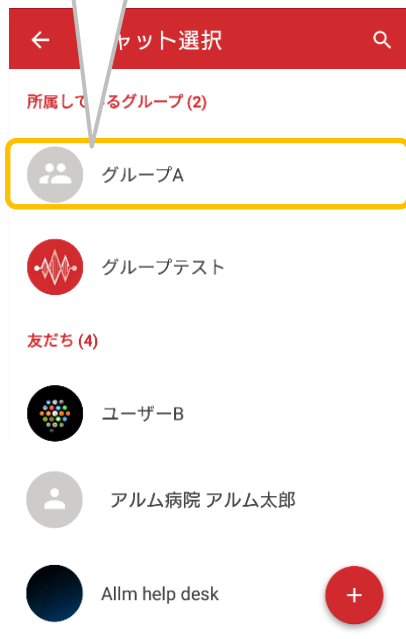 ャット選択
所属して るグループ (2)
グループA
グループテスト
友だち (4)
ユーザーB
アルム病院 アルム太郎
Allm help desk